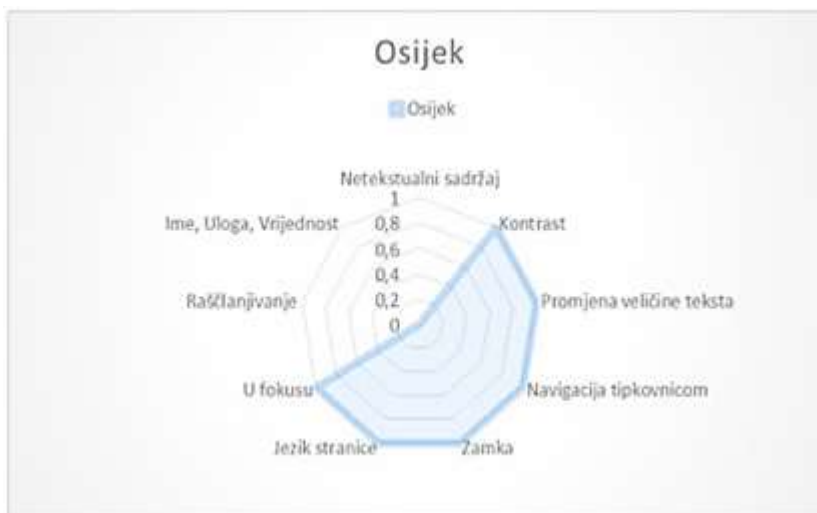 Osijek
Osijek
Netekstualni sadržaj
1
Ime, Uloga, Vrijednost
0,8
Kontrast
0,6
0,4
Raščlanjivanje
0,2
Promjena veličine teksta
0
U fokusu
Navigacija tipkovnicom
Jezik stranice
Zamka